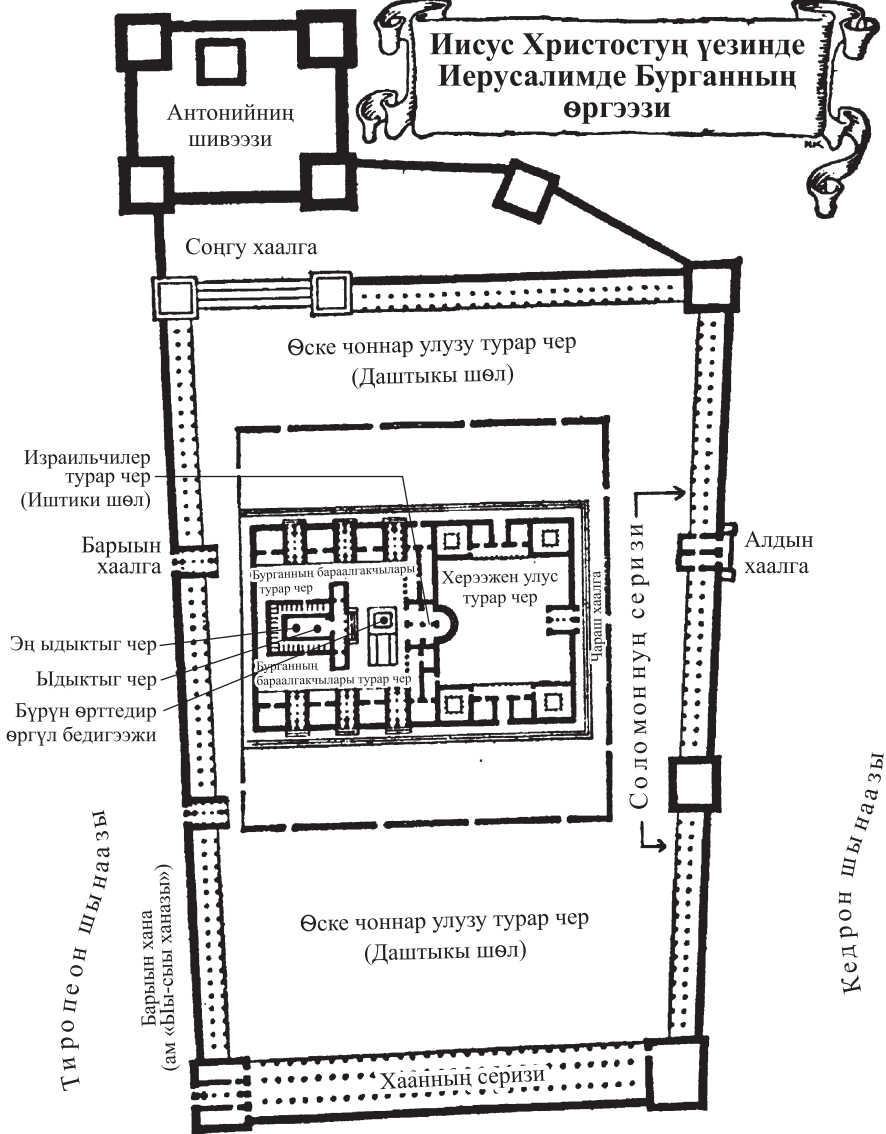 Иисус Христостуң үезинде
Иерусалимде Бурганның
өргээзи
Антонийниң
шивээзи
Соңгу хаалга
Өске чоннар улузу турар чер
(Даштыкы шөл)
Израильчилер
турар чер
(Иштики шөл)
Барыын
хаалга
Бурганның бараалгакчылары
турар чер
Херээжен улус
турар чер
Чараш хаалга
Соломоннуң серизи
Алдын
хаалга
Эң ыдыктыг чер
Ыдыктыг чер
Бурганның
бараалгакчылары турар чер
Бүрүн өрттедир
өргүл бедигээжи
Тиропеон шынаазы
Барыын хана
(ам «Ыы-сыы ханазы»)
Өске чоннар улузу турар чер
(Даштыкы шөл)
Кедрон шынаазы
Хаанның серизи